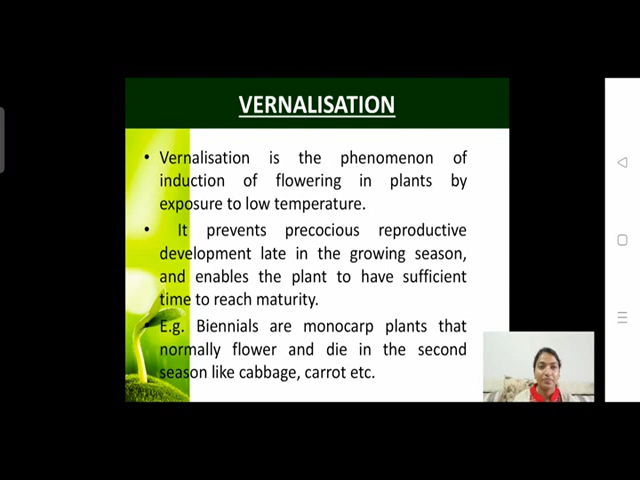 VERNALISATION
• Vernalisation is the phenomenon of
induction of flowering in plants by
exposure to low temperature.
• It prevents precocious reproductive
development late in the growing season,
and enables the plant to have sufficient
time to reach maturity.
• E.g. Biennials are monocarp plants that
normally flower and die in the second
season like cabbage, carrot etc.